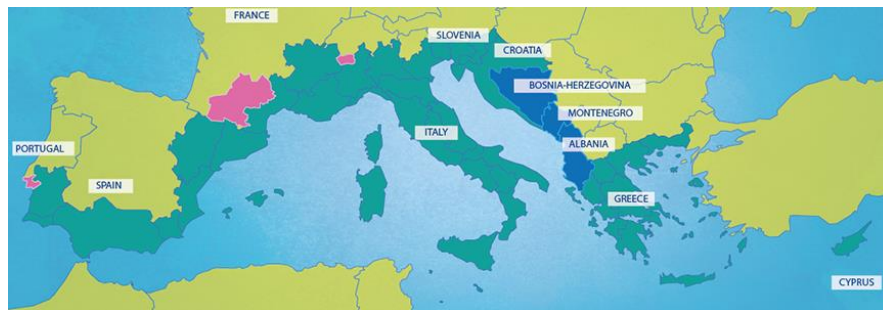 FRANCE
SLOVENIA
CROATIA
BOSNIA-HERZEGOVINA
MONTENEGRO
ITALY
ALBANIA
PORTUGAL
SPAIN
GREECE
CYPRUS